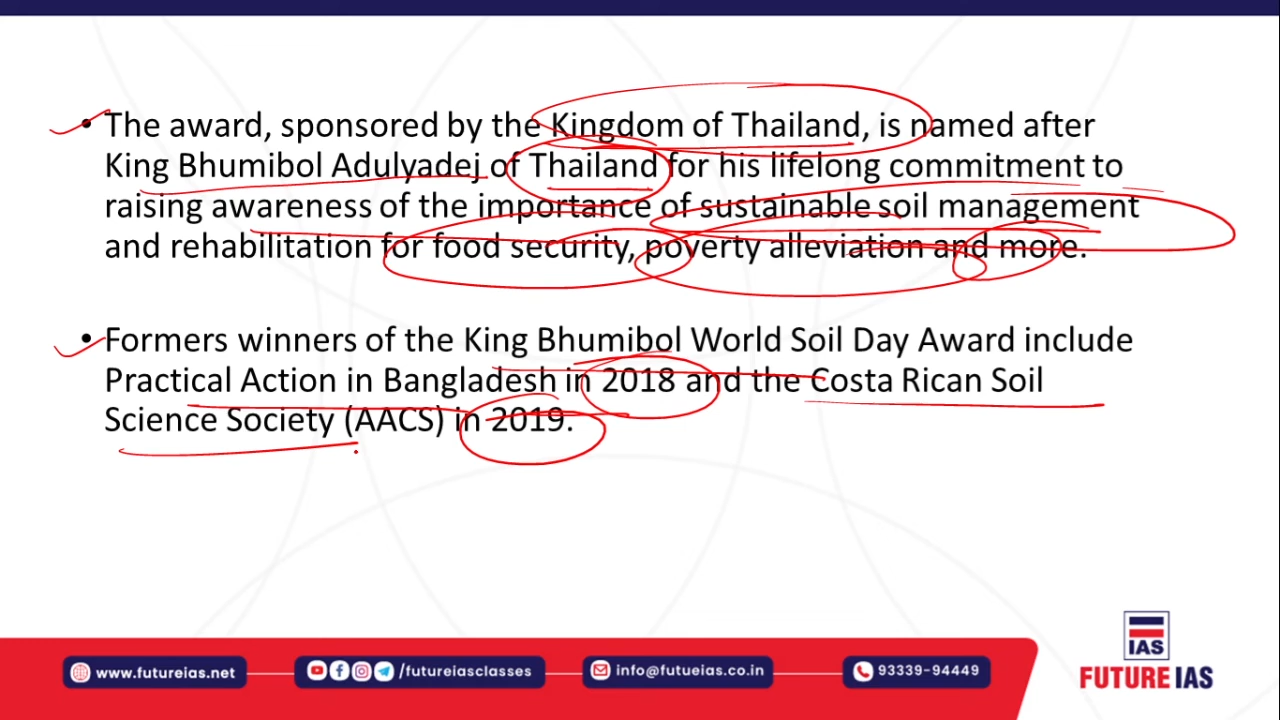 • The award, sponsored by the Kingdom of Thailand, is named after
King Bhumibol Adulyadej of Thailand for his lifelong commitment to
raising awareness of the importance of sustainable soil management
and rehabilitation for food security, poverty alleviation and more.
• Formers winners of the King Bhumibol World Soil Day Award include
Practical Action in Bangladesh in 2018 and the Costa Rican Soil
Science Society (AACS) in 2019.
IAS
www.futureias.net /futureiasclasses info@futueias.co.in 93339-94449 FUTURE IAS